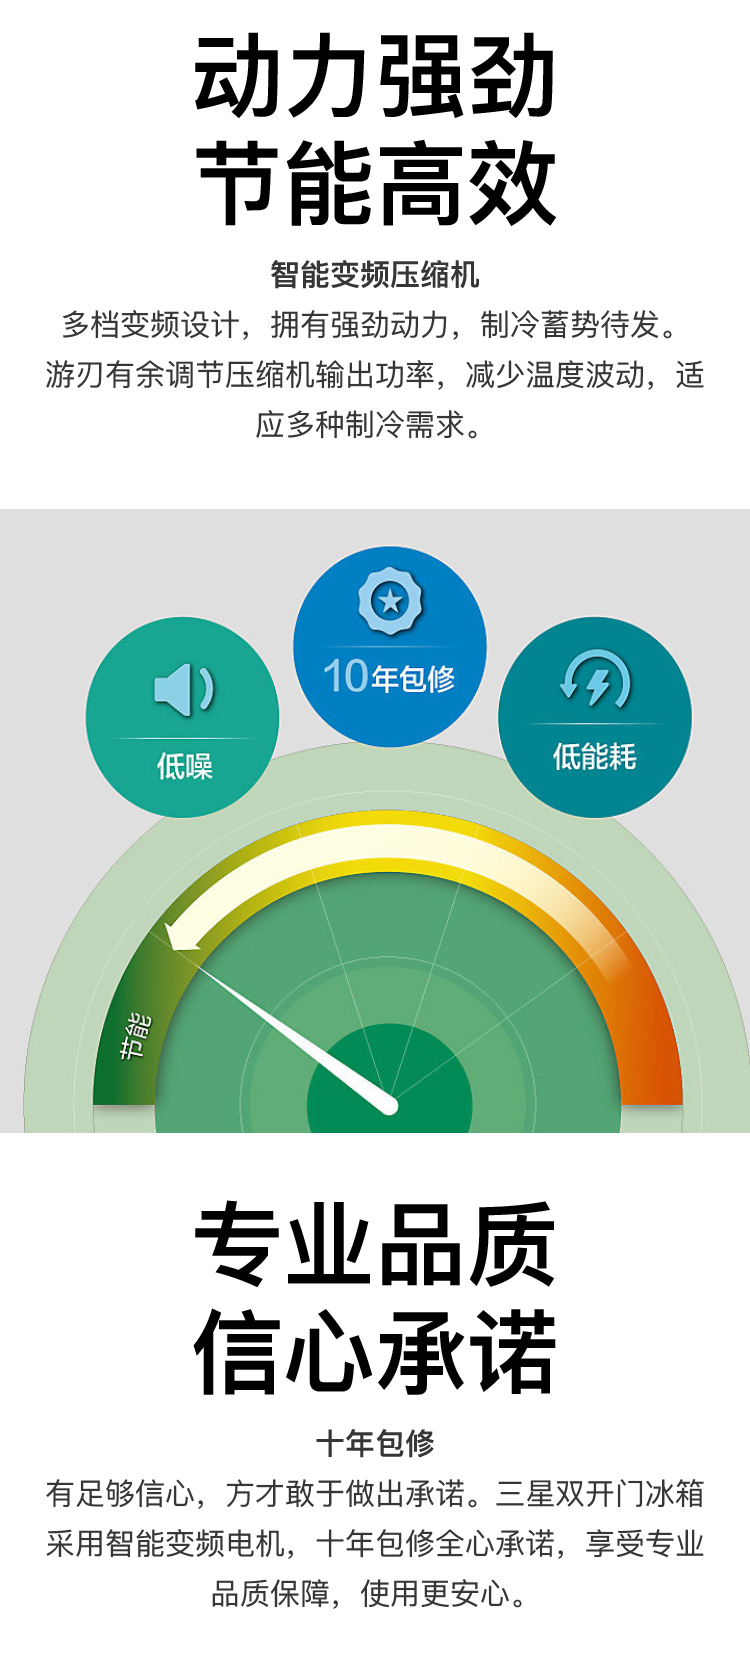 动力强劲
节能高效
智能变频压缩机
多档变频设计，拥有强劲动力，制冷蓄势待发。
游刃有余调节压缩机输出功率，减少温度波动，适
应多种制冷需求。
10年包修
低噪
低能耗
节能
专业品质
信心承诺
十年包修
有足够信心，方才敢于做出承诺。三星双开门冰箱
采用智能变频电机，十年包修全心承诺，享受专业
品质保障，使用更安心。